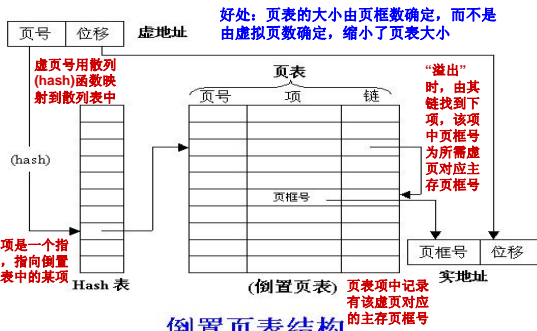 好处：页表的大小由页框数确定，而不是
由虚拟页数确定，缩小了页表大小
页号 位移 虚地址
虚页号用散列
(hash)函数映
射到散列表中
页表
页号 项 链
“溢出”
时，由其
链找到下
项，该项
中页框号
为所需虚
页对应主
存页框号
(hash)
页框号
项是一个指
，指向倒置
表中的某项
Hash 表
(倒置页表)
页框号 位移
实地址
页表项中记录
有该虚页对应
的主存页框号
倒置页表结构